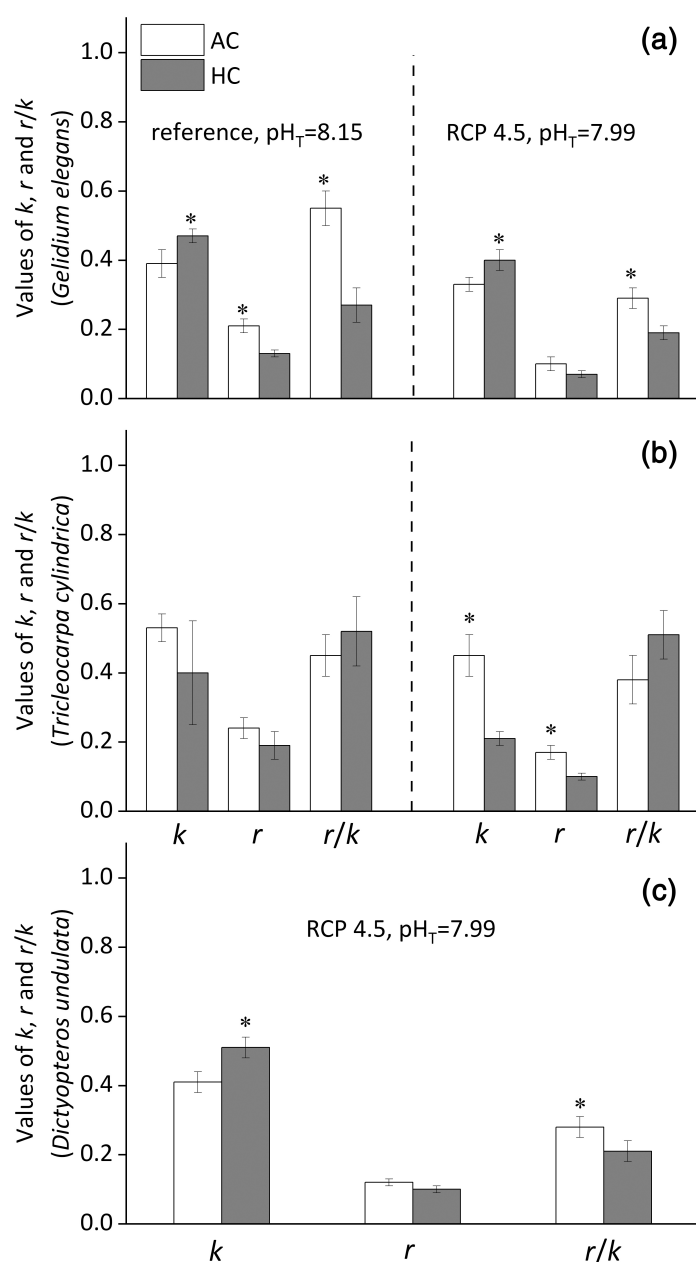 (a)
AC
HC
reference, pH_T=8.15
RCP 4.5, pH_T=7.99
Values of k, r and r/k
(Gelidium elegans)
1.0
0.8
0.6
0.4
0.2
0.0
*
*
*
*
*
(b)
Values of k, r and r/k
(Tricleocarpa cylindrica)
1.0
0.8
0.6
0.4
0.2
0.0
*
*
k r r/k k r r/k
(c)
RCP 4.5, pH_T=7.99
Values of k, r and r/k
(Dictyopteros undulata)
1.0
0.8
0.6
0.4
0.2
0.0
*
*
k r r/k